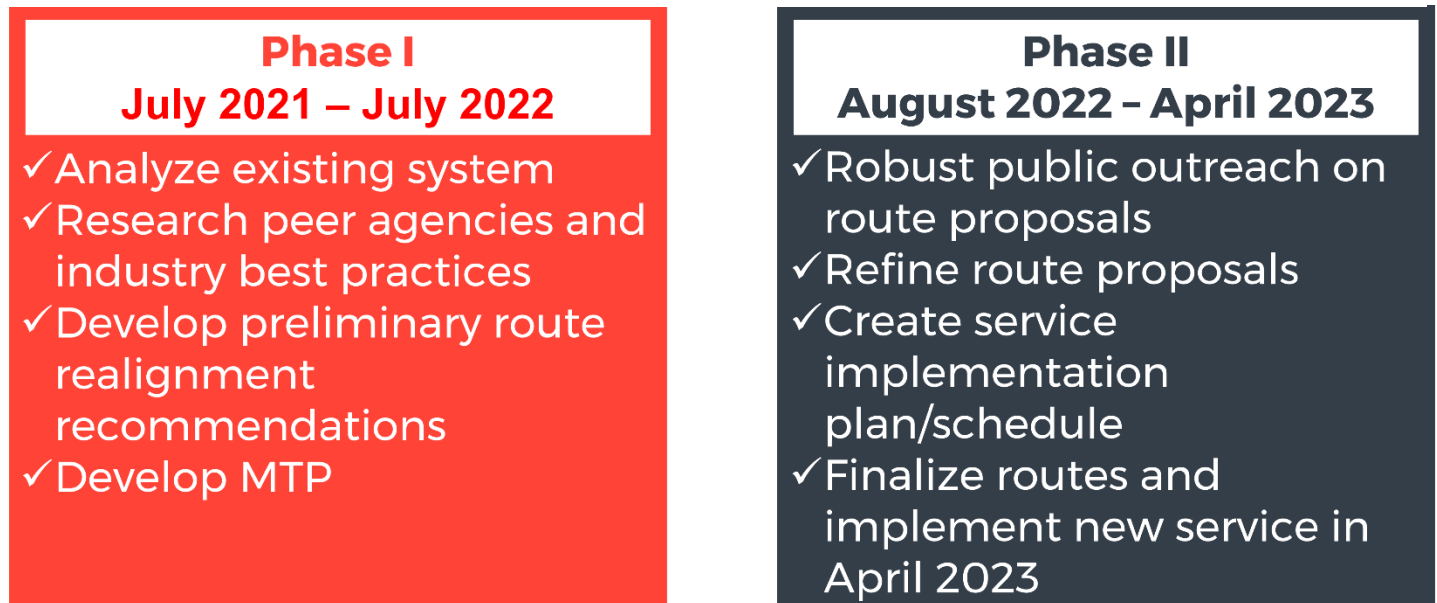 Phase I
July 2021 – July 2022
✓Analyze existing system
✓Research peer agencies and
industry best practices
✓Develop preliminary route
realignment
recommendations
✓Develop MTP
Phase II
August 2022 – April 2023
✓Robust public outreach on
route proposals
✓Refine route proposals
✓Create service
implementation
plan/schedule
✓Finalize routes and
implement new service in
April 2023